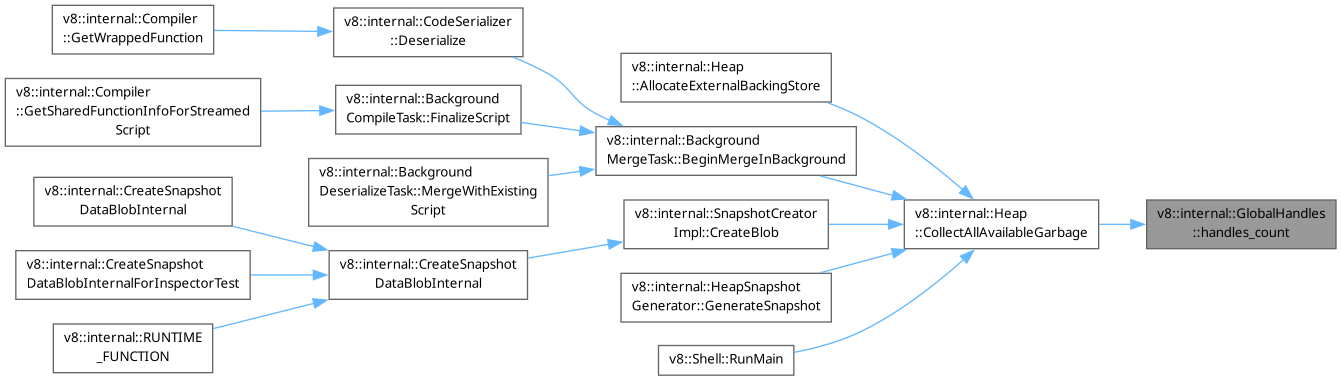 v8::internal::Compiler
::GetWrappedFunction
v8::internal::CodeSerializer
::Deserialize
v8::internal::Heap
::AllocateExternalBackingStore
v8::internal::Compiler
::GetSharedFunctionInfoForStreamed
Script
v8::internal::Background
CompileTask::FinalizeScript
v8::internal::Background
MergeTask::BeginMergeInBackground
v8::internal::Background
DeserializeTask::MergeWithExisting
Script
v8::internal::CreateSnapshot
DataBlobInternal
v8::internal::SnapshotCreator
Impl::CreateBlob
v8::internal::Heap
::CollectAllAvailableGarbage
v8::internal::GlobalHandles
::handles_count
v8::internal::CreateSnapshot
DataBlobInternalForInspectorTest
v8::internal::CreateSnapshot
DataBlobInternal
v8::internal::HeapSnapshot
Generator::GenerateSnapshot
v8::internal::RUNTIME
_FUNCTION
v8::Shell::RunMain